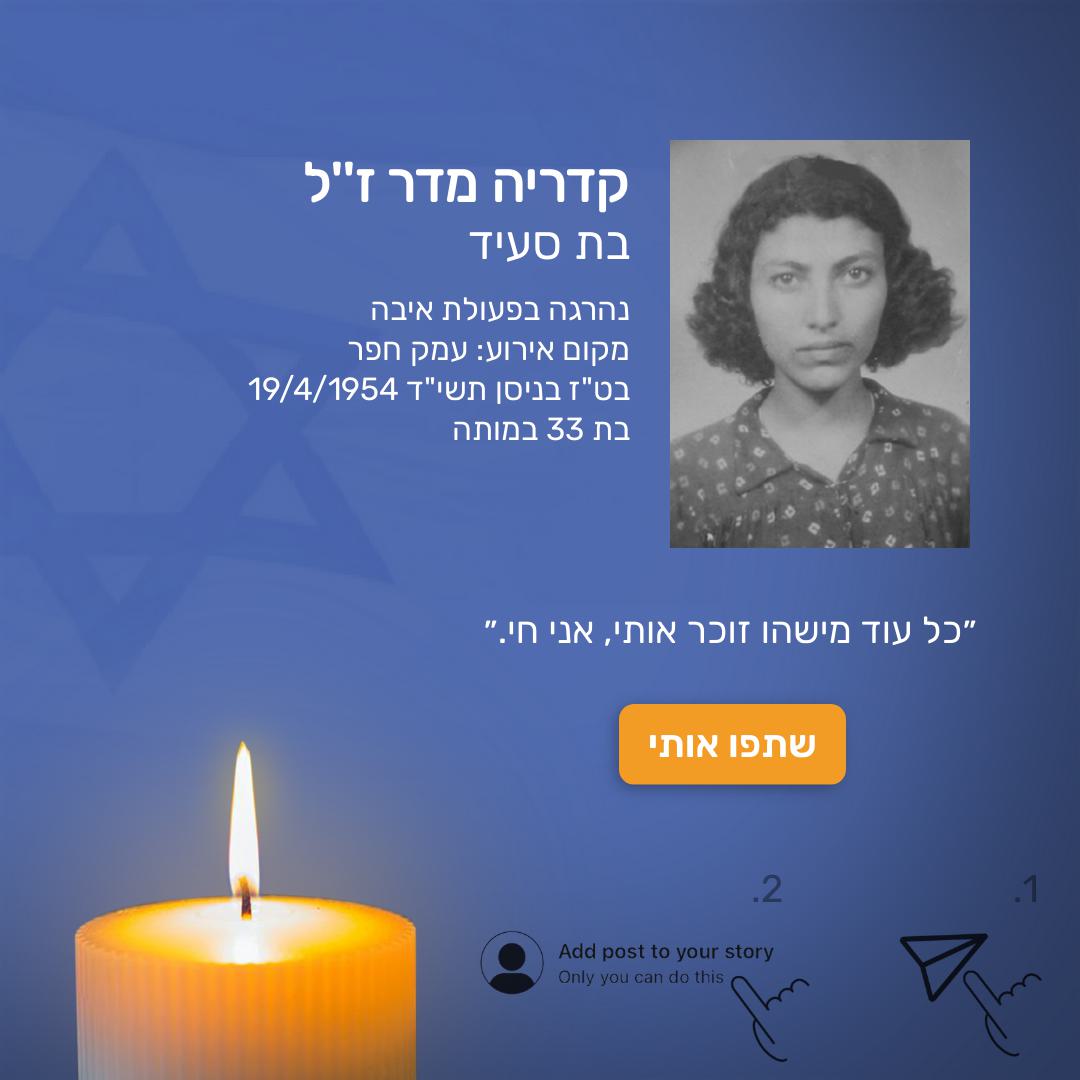 קדריה מדר ז"ל
בת סעיד
נהרגה בפעולת איבה
מקום אירוע: עמק חפר
בט"ז בניסן תשי"ד 19/4/1954
בת 33 במותה
״כל עוד מישהו זוכר אותי, אני חי.״
שתפו אותי
1.
2.
Add post to your story
Only you can do this